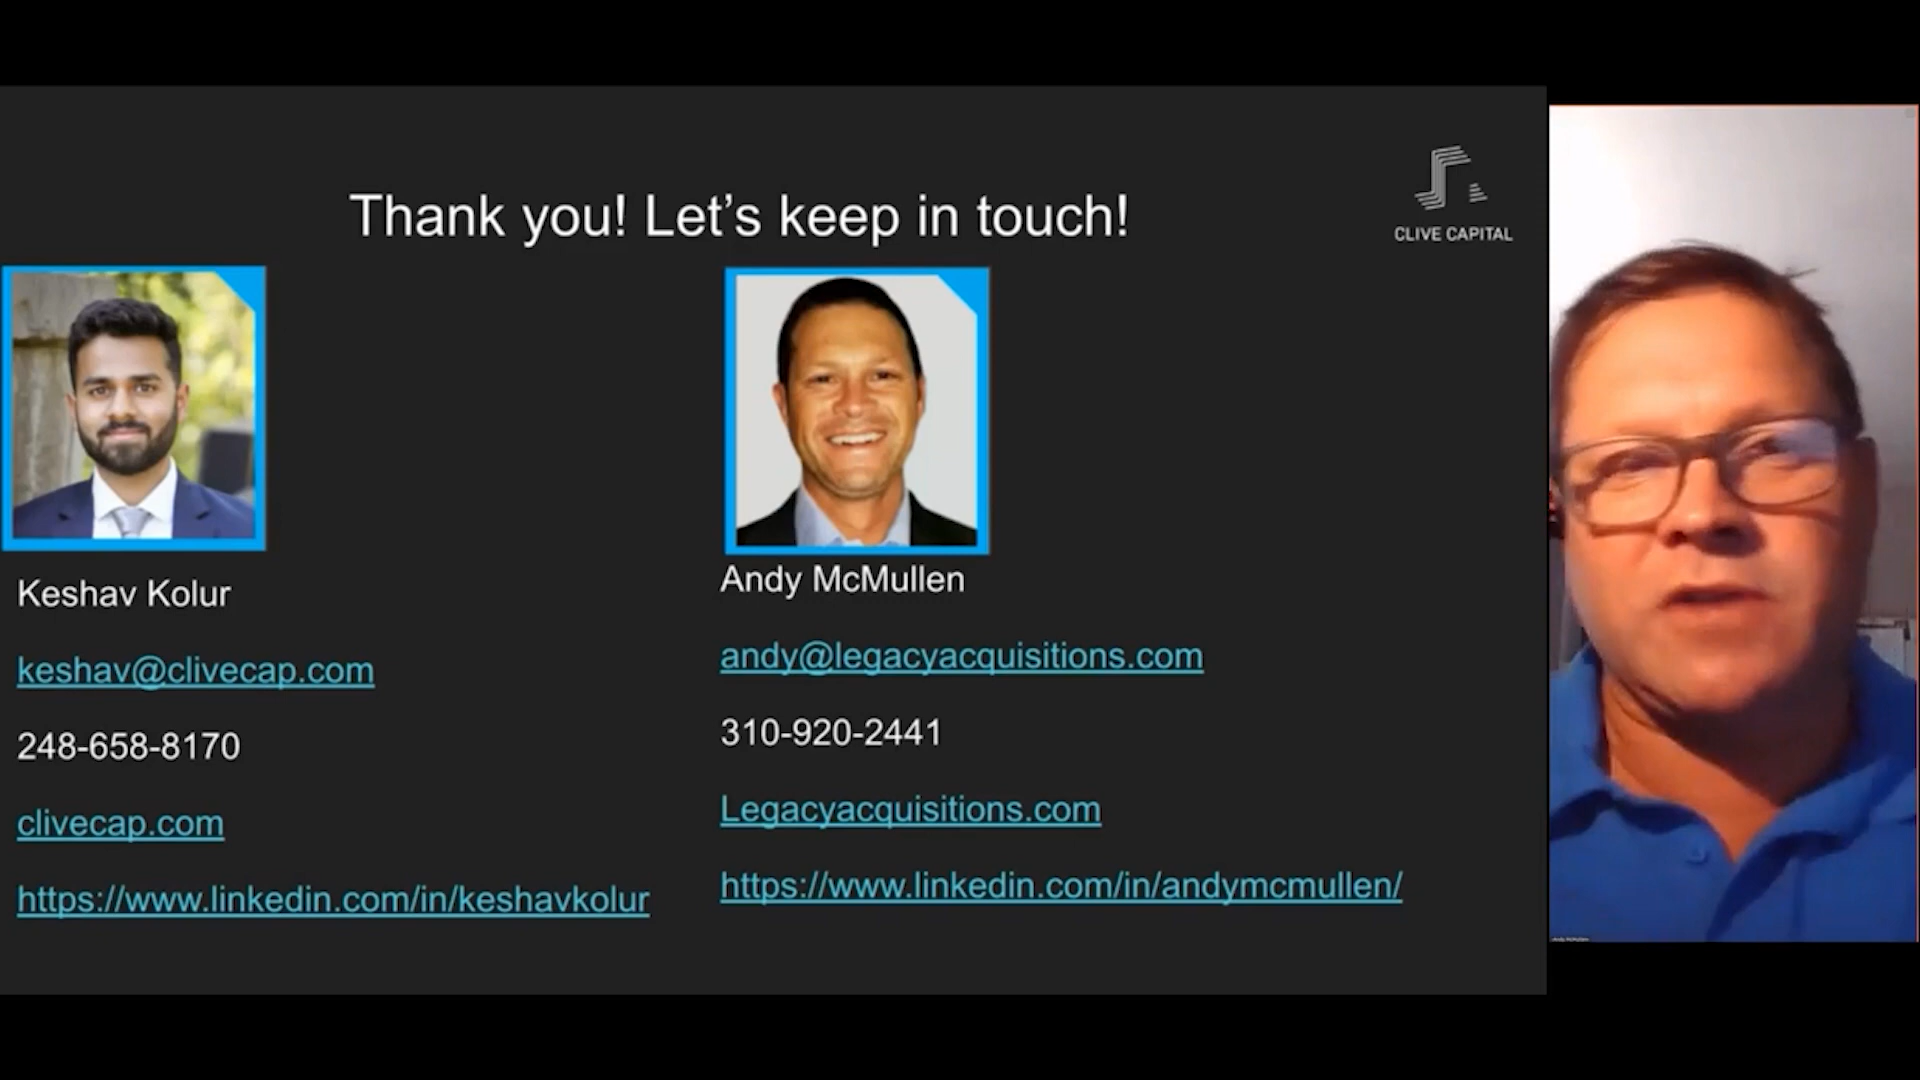 Thank you! Let's keep in touch!
CLIVE CAPITAL
Keshav Kolur
keshav@clivecap.com
248-658-8170
clivecap.com
https://www.linkedin.com/in/keshavkolur
Andy McMullen
andy@legacyacquisitions.com
310-920-2441
Legacyacquisitions.com
https://www.linkedin.com/in/andymcmullen/
Andy McMullen